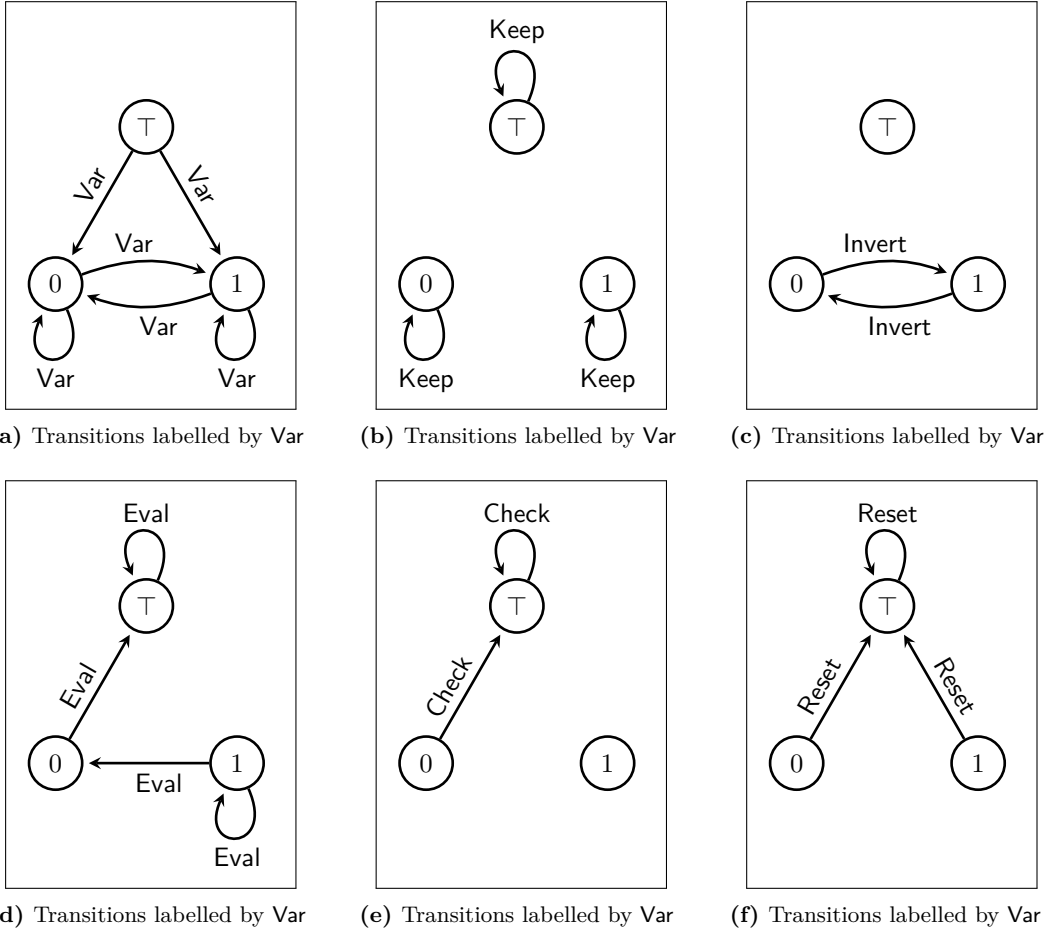 Keep
⊤ ⊤ ⊤
Var Var
Var Invert
0 1 0 1 0 1
Var Invert
Var Var Keep Keep
a) Transitions labelled by Var (b) Transitions labelled by Var (c) Transitions labelled by Var
Eval Check Reset
⊤ ⊤ ⊤
Eval Check Reset Reset
0 1 0 1 0 1
Eval
Eval
d) Transitions labelled by Var (e) Transitions labelled by Var (f) Transitions labelled by Var